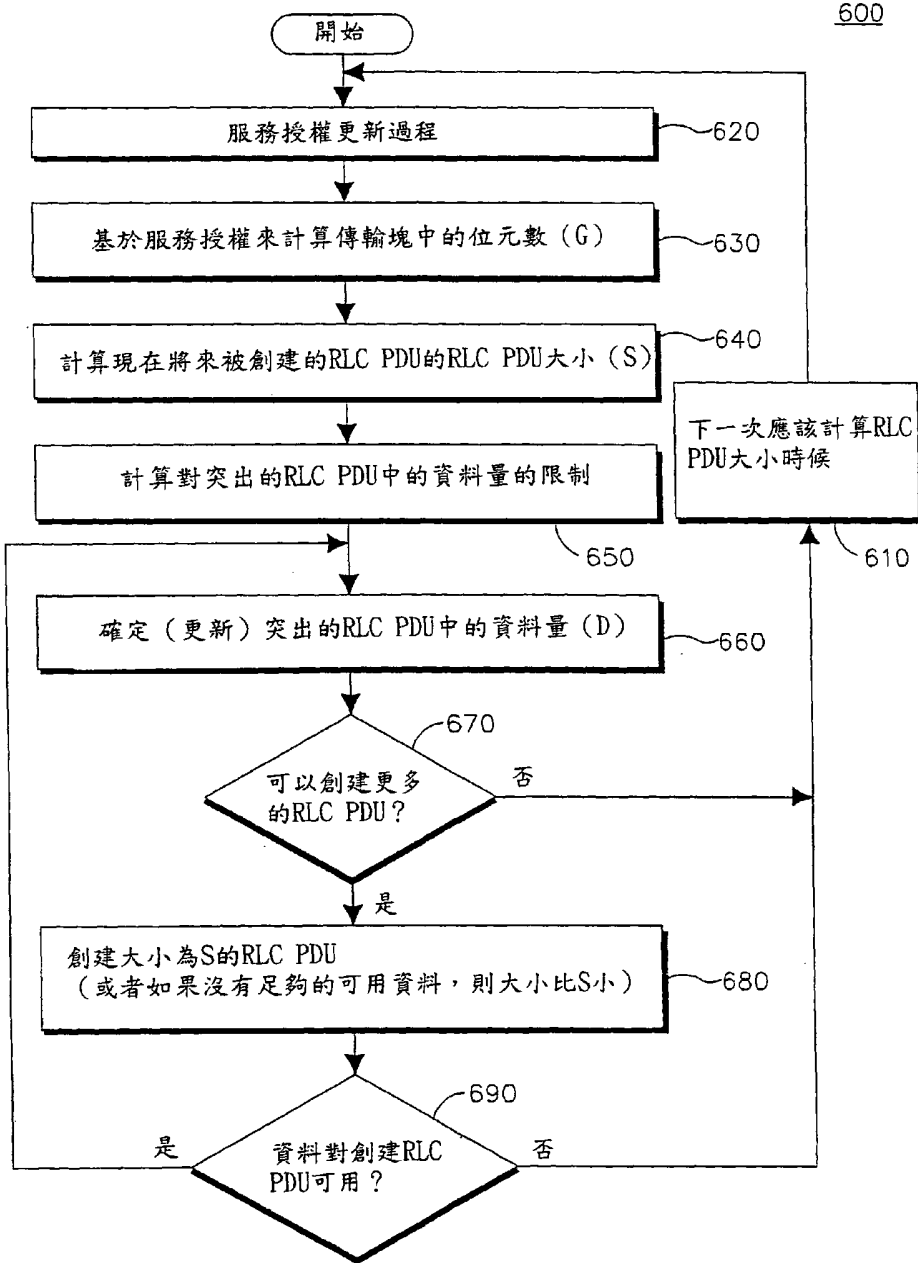 600
開始
服務授權更新過程
620
基於服務授權來計算傳輸塊中的位元數（G）
630
計算現在將來被創建的RLC PDU的RLC PDU大小（S）
640
下一次應該計算RLC
PDU大小時候
610
計算對突出的RLC PDU中的資料量的限制
650
確定（更新）突出的RLC PDU中的資料量（D）
660
670
可以創建更多
的RLC PDU？
否
是
創建大小為S的RLC PDU
（或者如果沒有足夠的可用資料，則大小比S小）
680
690
資料對創建RLC
PDU可用？
是
否